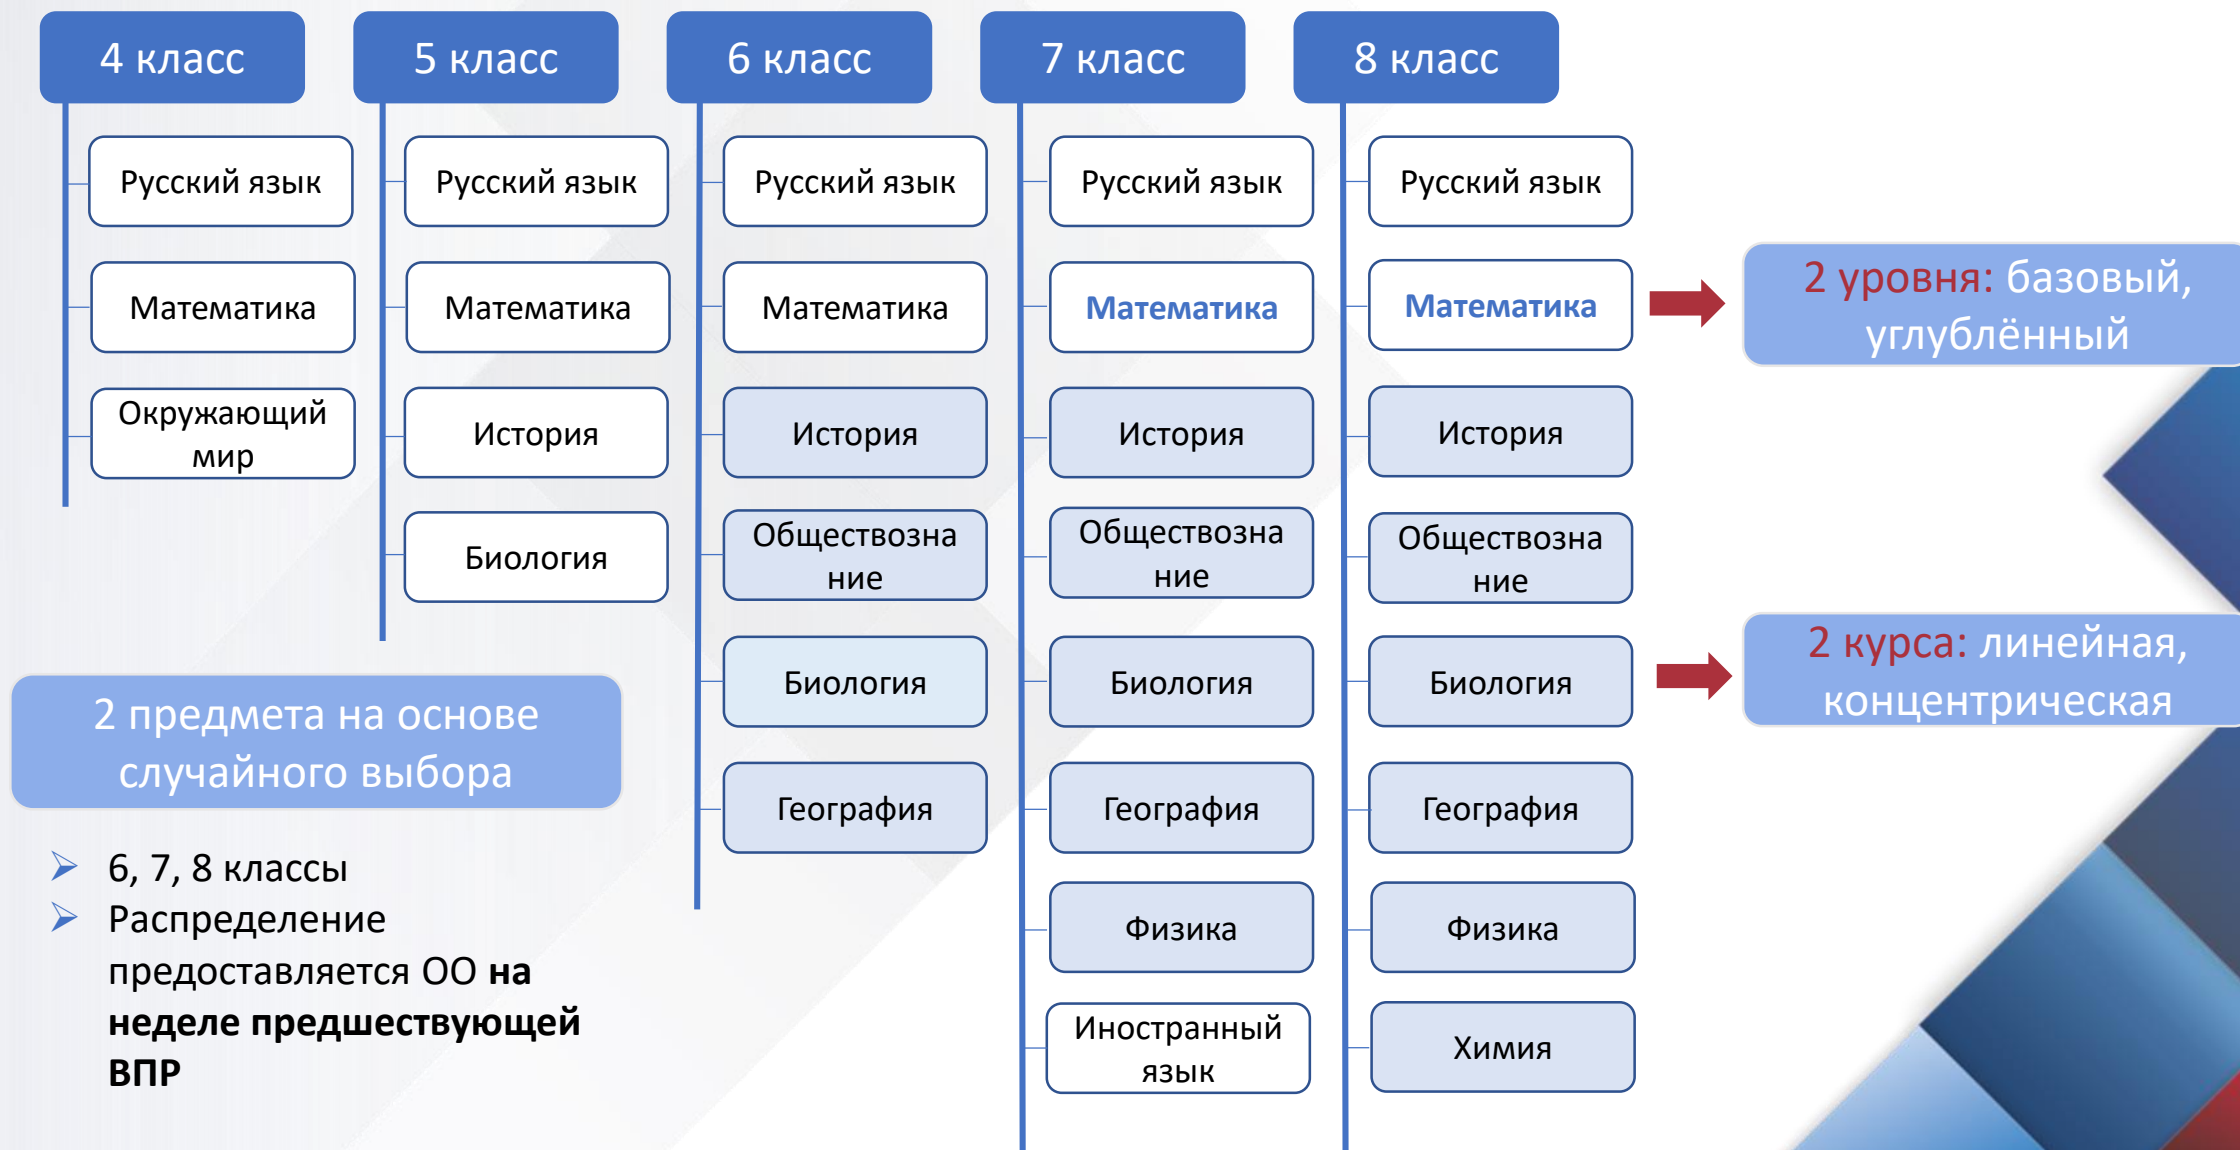 4 класс
Русский язык
Математика
Окружающий
мир
5 класс
Русский язык
Математика
История
Биология
6 класс
Русский язык
Математика
История
Обществозна
ние
Биология
География
7 класс
Русский язык
Математика
История
Обществозна
ние
Биология
География
Физика
Иностранный
язык
8 класс
Русский язык
Математика
История
Обществозна
ние
Биология
География
Физика
Химия
2 уровня: базовый,
углублённый
2 курса: линейная,
концентрическая
2 предмета на основе
случайного выбора
6, 7, 8 классы
Распределение
предоставляется ОО на
неделе предшествующей
ВПР